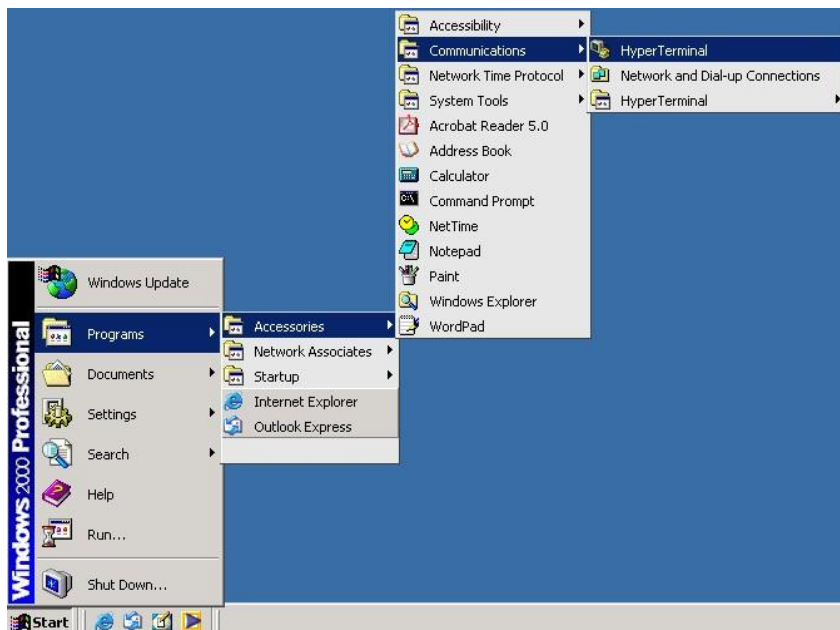 Accessibility
Communications
Network Time Protocol
System Tools
Acrobat Reader 5.0
Address Book
Calculator
Command Prompt
NetTime
Notepad
Paint
Windows Explorer
WordPad
HyperTerminal
Network and Dial-up Connections
HyperTerminal
Windows 2000 Professional
Windows Update
Programs
Documents
Settings
Search
Help
Run...
Shut Down...
Accessories
Network Associates
Startup
Internet Explorer
Outlook Express
Start